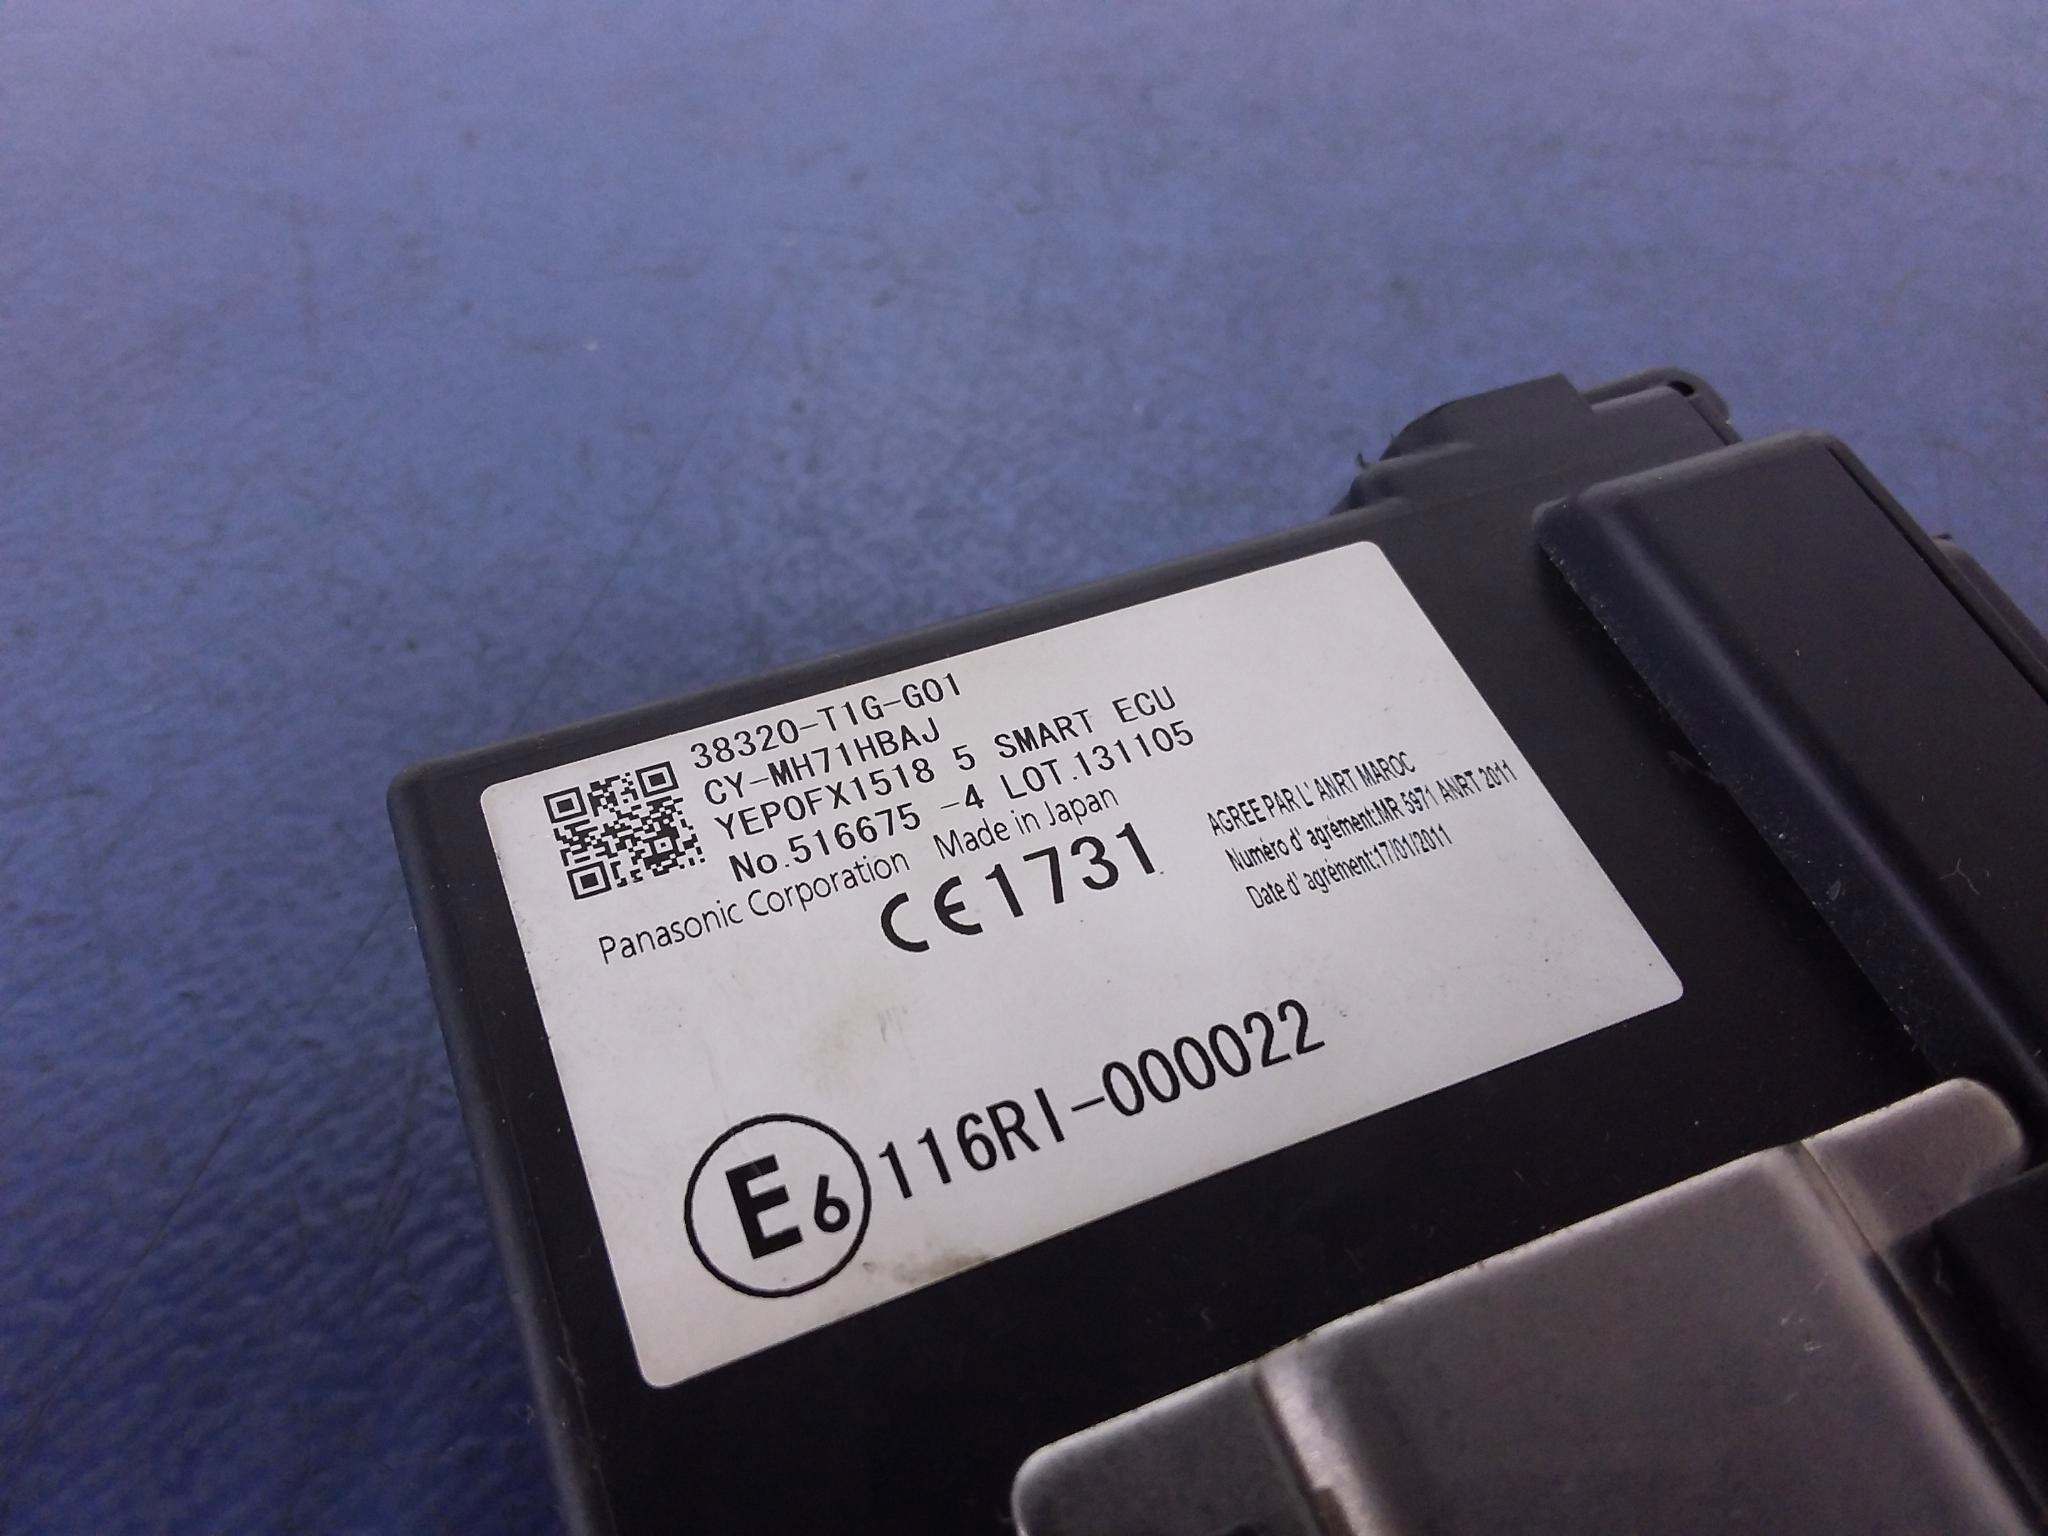 38320-T1G-G01
CY-MH71HBAJ
YEP0FX1518 5 SMART ECU
No.516675 -4 LOT.131105
Panasonic Corporation Made in Japan
CE1731
AGREE PAR L'ANRT MAROC
Numéro d'agrément:MR 5971 ANRT 2011
Date d'agrément:17/01/2011
E6 116RI-000022